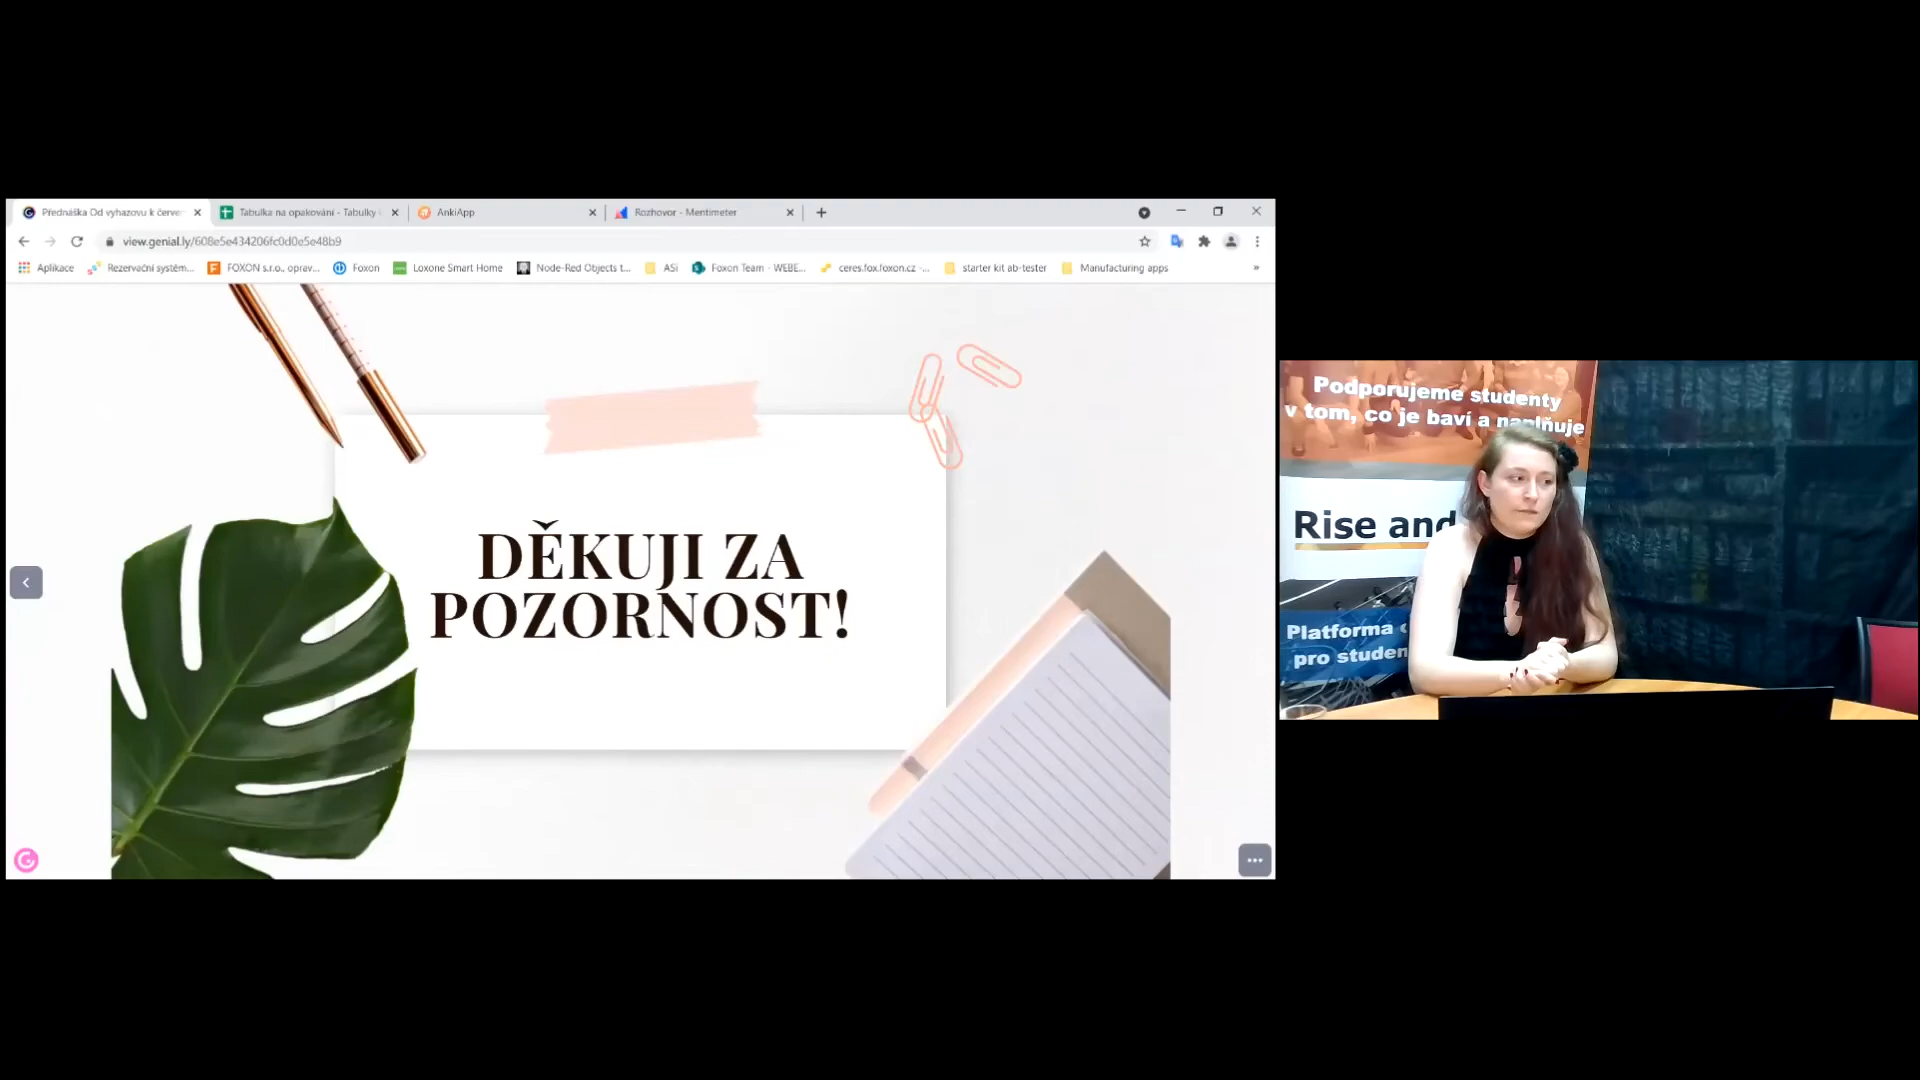 Přednáška Od vyhazovu k červe
Tabulka na opakování - Tabulky
AnkiApp
Rozhovor - Mentimeter
view.genial.ly/608e5e434206fc0d0e5e48b9
Aplikace
Rezervační systém...
FOXON s.r.o., oprav...
Foxon
Loxone Smart Home
Node-Red Objects t...
ASi
Foxon Team - WEBE...
ceres.fox.foxon.cz -...
starter kit ab-tester
Manufacturing apps
»
DĚKUJI ZA
POZORNOST!
Podporujeme studenty
v tom, co je baví a naplňuje
Rise and
Platforma
pro studen